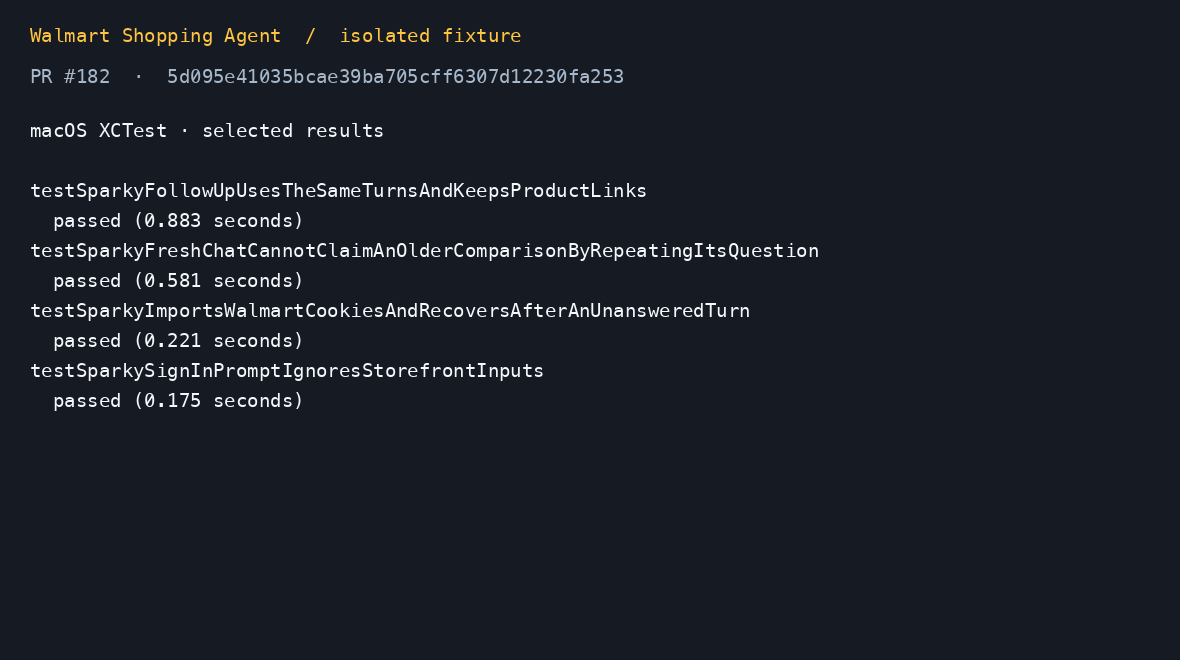 Walmart Shopping Agent / isolated fixture
PR #182 · 5d095e41035bcae39ba705cff6307d12230fa253
macOS XCTest · selected results
testSparkyFollowUpUsesTheSameTurnsAndKeepsProductLinks
passed (0.883 seconds)
testSparkyFreshChatCannotClaimAnOlderComparisonByRepeatingItsQuestion
passed (0.581 seconds)
testSparkyImportsWalmartCookiesAndRecoversAfterAnUnansweredTurn
passed (0.221 seconds)
testSparkySignInPromptIgnoresStorefrontInputs
passed (0.175 seconds)